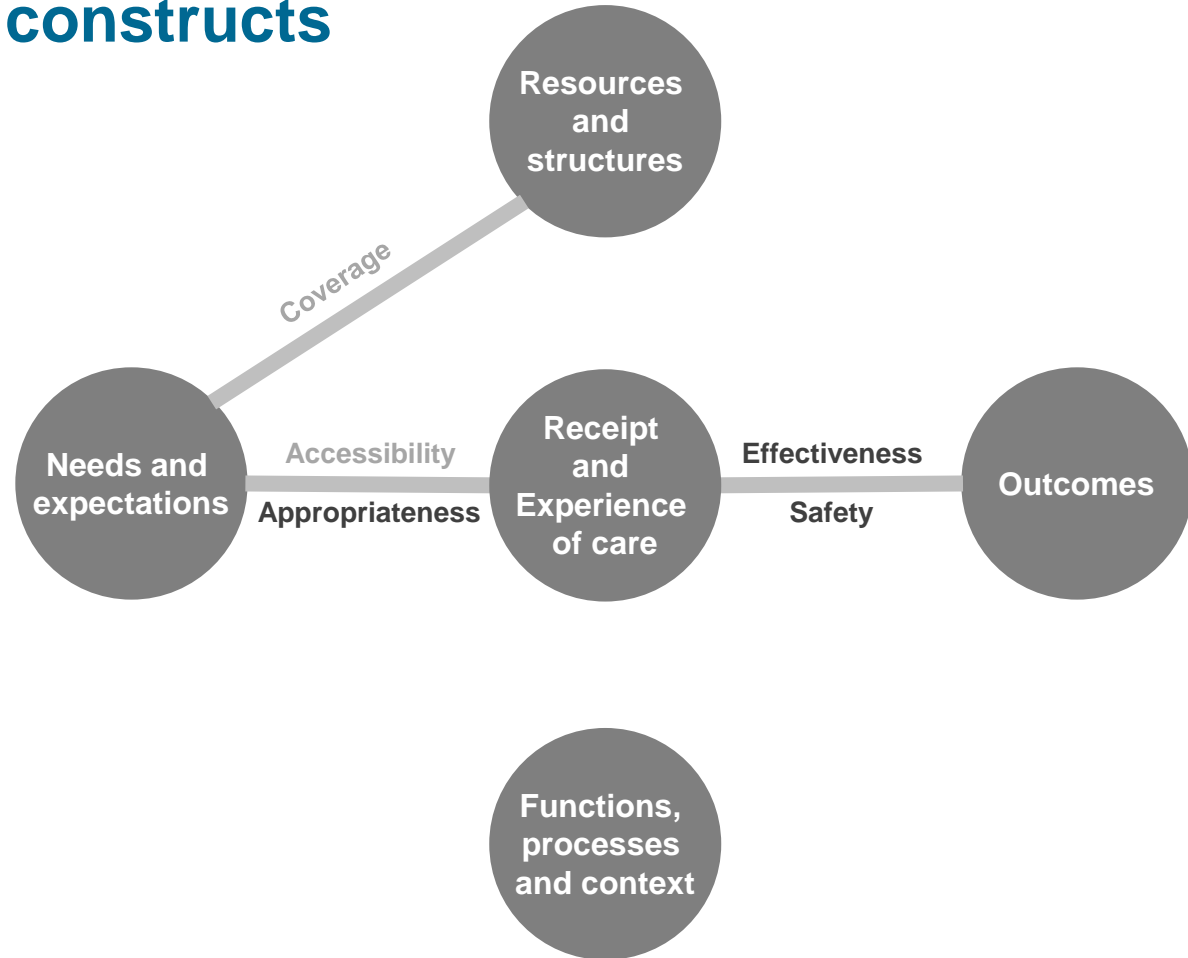 constructs
Resources
and
structures
Coverage
Needs and
expectations
Accessibility
Appropriateness
Receipt
and
Experience
of care
Effectiveness
Safety
Outcomes
Functions,
processes
and context